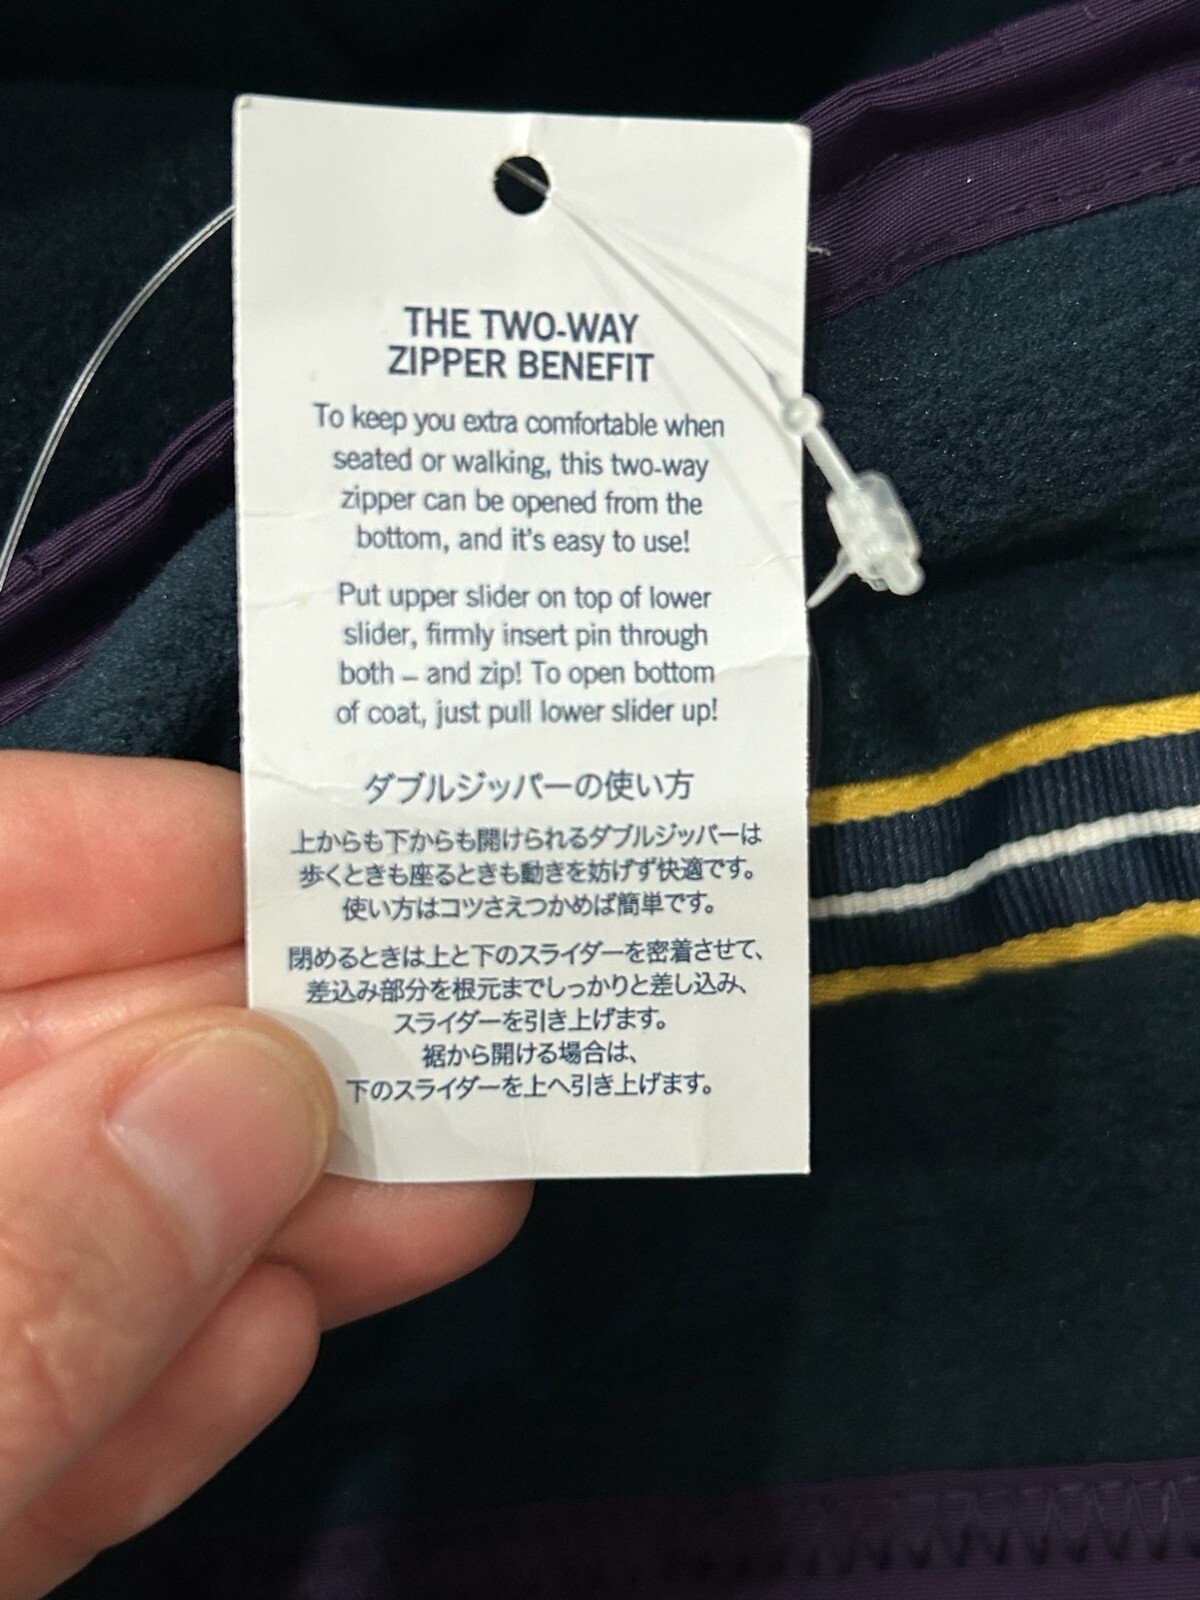 THE TWO-WAY
ZIPPER BENEFIT
To keep you extra comfortable when
seated or walking, this two-way
zipper can be opened from the
bottom, and it's easy to use!
Put upper slider on top of lower
slider, firmly insert pin through
both – and zip! To open bottom
of coat, just pull lower slider up!
ダブルジッパーの使い方
上からも下からも開けられるダブルジッパーは
歩くときも座るときも動きを妨げず快適です。
使い方はコツさえつかめば簡単です。
閉めるときは上と下のスライダーを密着させて、
差込み部分を根元までしっかりと差し込み、
スライダーを引き上げます。
裾から開ける場合は、
下のスライダーを上へ引き上げます。